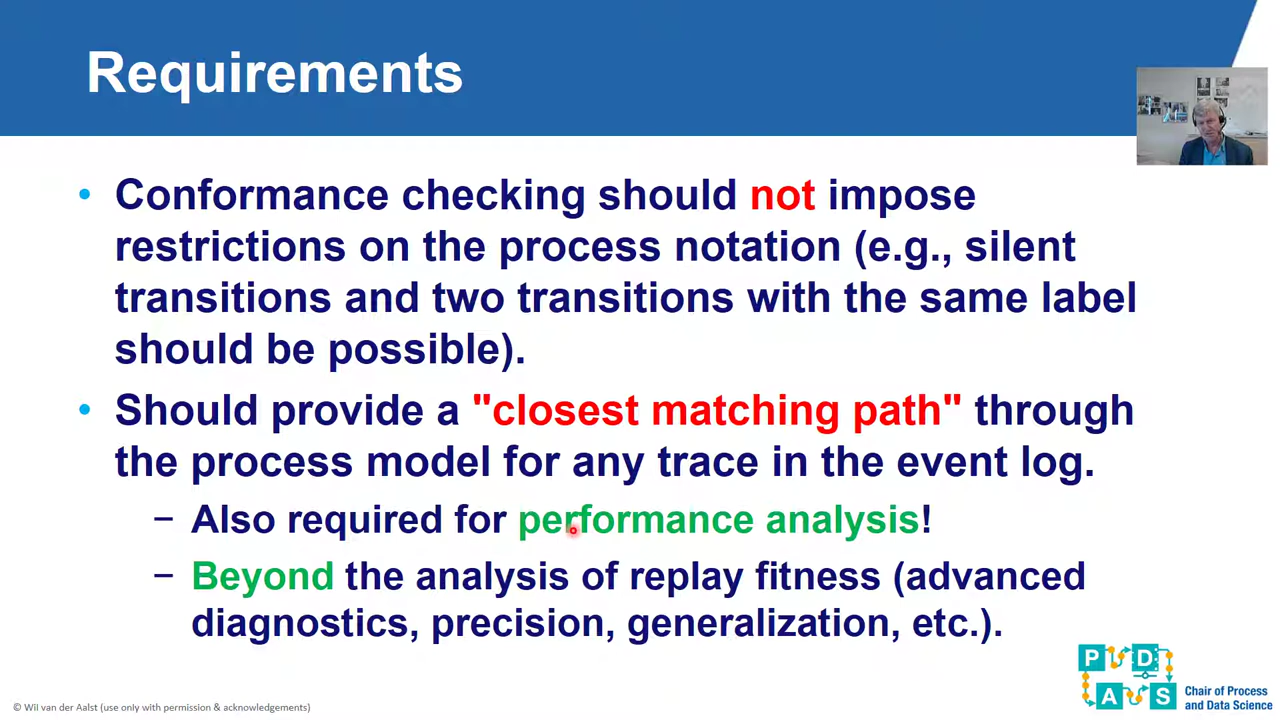 Requirements
• Conformance checking should not impose
restrictions on the process notation (e.g., silent
transitions and two transitions with the same label
should be possible).
• Should provide a "closest matching path" through
the process model for any trace in the event log.
− Also required for performance analysis!
− Beyond the analysis of replay fitness (advanced
diagnostics, precision, generalization, etc.).
P D
A S
Chair of Process
and Data Science
© Wil van der Aalst (use only with permission & acknowledgements)